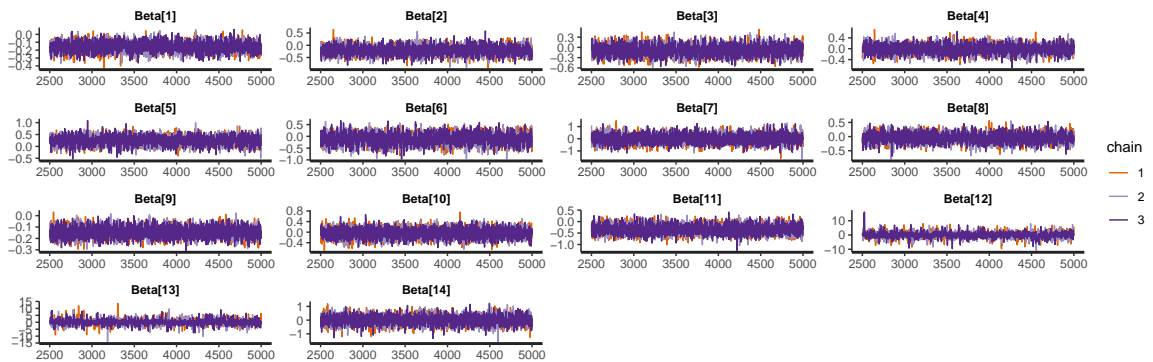 Beta[1] Beta[2] Beta[3] Beta[4]
0.0 −0.1 −0.2 −0.3 −0.4
0.5 0.0 −0.5
0.3 0.0 −0.3 −0.6
0.4 0.0 −0.4
2500 3000 3500 4000 4500 5000 2500 3000 3500 4000 4500 5000 2500 3000 3500 4000 4500 5000 2500 3000 3500 4000 4500 5000
Beta[5] Beta[6] Beta[7] Beta[8]
1.0 0.5 0.0 −0.5
0.5 0.0 −0.5 −1.0
1 0 −1
0.5 0.0 −0.5
2500 3000 3500 4000 4500 5000 2500 3000 3500 4000 4500 5000 2500 3000 3500 4000 4500 5000 2500 3000 3500 4000 4500 5000
chain
1
2
3
Beta[9] Beta[10] Beta[11] Beta[12]
0.0 −0.1 −0.2 −0.3
0.8 0.4 0.0 −0.4
0.5 0.0 −0.5 −1.0
10 0 −10
2500 3000 3500 4000 4500 5000 2500 3000 3500 4000 4500 5000 2500 3000 3500 4000 4500 5000 2500 3000 3500 4000 4500 5000
Beta[13] Beta[14]
15 10 5 0 −5 −10 −15
1 0 −1
2500 3000 3500 4000 4500 5000 2500 3000 3500 4000 4500 5000